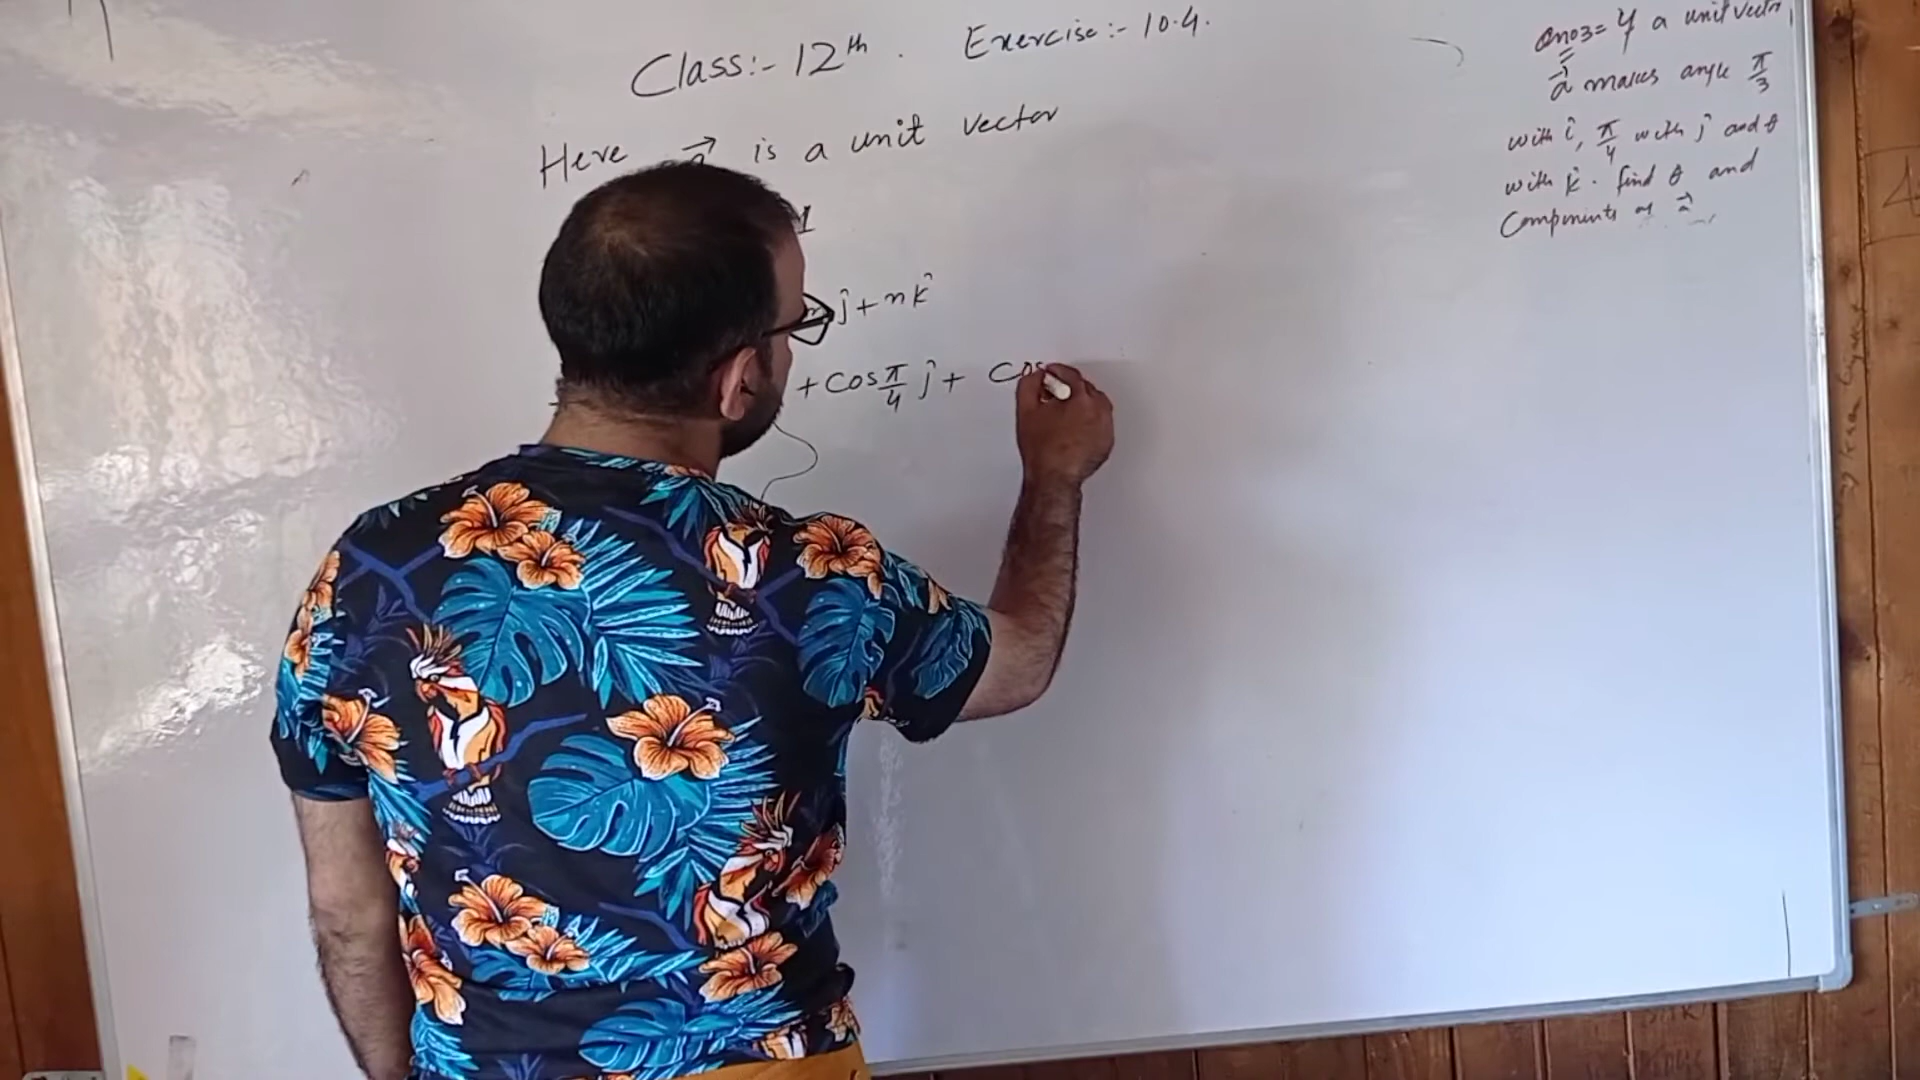 Class:- 12th. Exercise:- 10.4.
Here a⃗ is a unit vector
1
ĵ + n k̂
+ Cos π/4 ĵ + Cos
Qno3= If a unit vector
a⃗ makes angle π/3
with î, π/4 with ĵ and θ
with k̂. find θ and
Components of a⃗